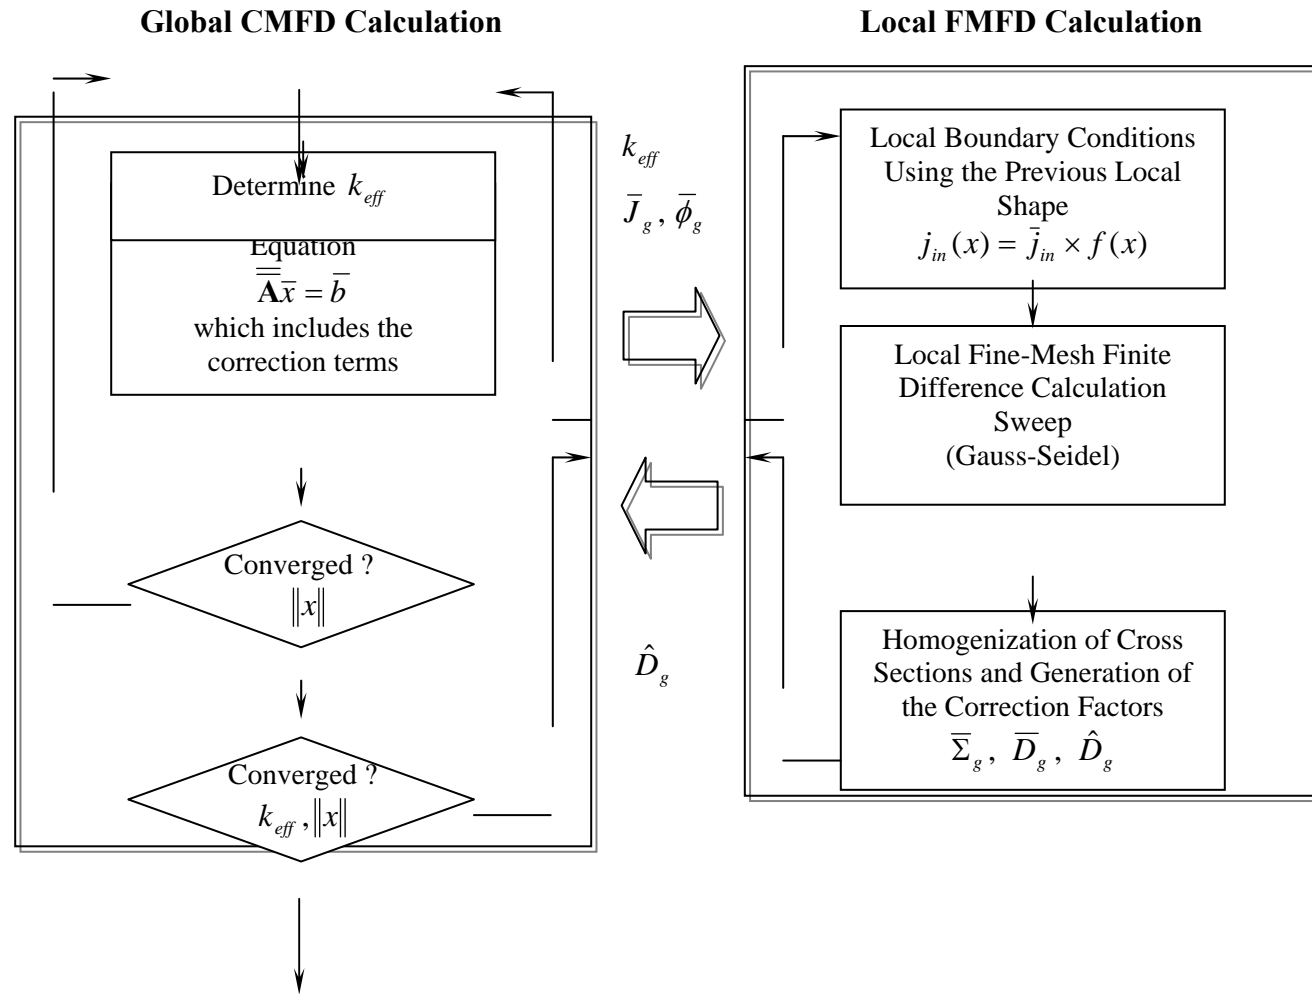 Global CMFD Calculation
Determine k_eff
Equation
A̿x̄ = b̄
which includes the
correction terms
Converged ?
‖x‖
Converged ?
k_eff , ‖x‖
k_eff
J̄_g , ϕ̄_g
D̂_g
Local FMFD Calculation
Local Boundary Conditions
Using the Previous Local
Shape
j_in(x) = j̄_in × f(x)
Local Fine-Mesh Finite
Difference Calculation
Sweep
(Gauss-Seidel)
Homogenization of Cross
Sections and Generation of
the Correction Factors
Σ̄_g , D̄_g , D̂_g